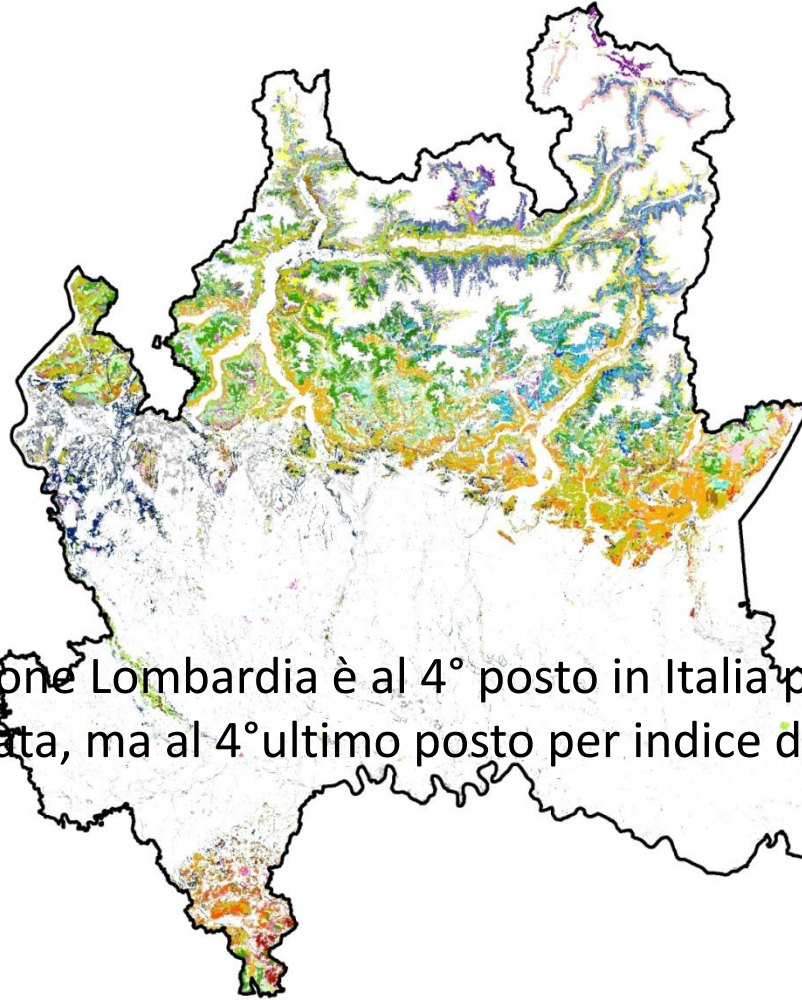 one Lombardia è al 4° posto in Italia p
ata, ma al 4°ultimo posto per indice d